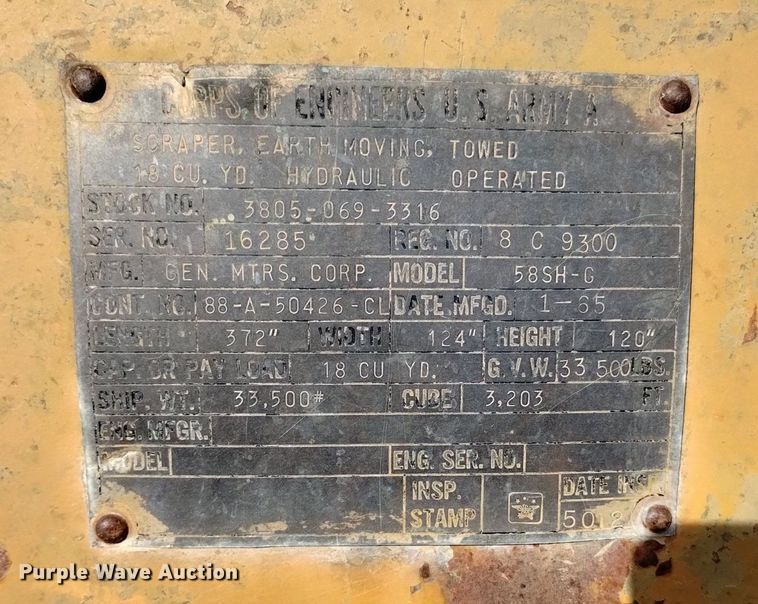 CORPS. OF ENGINEERS U. S. ARMY
SCRAPER, EARTH MOVING, TOWED
18 CU. YD. HYDRAULIC OPERATED
STOCK NO. 3805-069-3316
SER. NO. 16285 REG. NO. 8 C 9300
MFG. GEN. MTRS. CORP. MODEL 58SH-G
CONT. NO. 88-A-50426-CL DATE MFGD. 1-65
LENGTH 372" WIDTH 124" HEIGHT 120"
CAP. OR PAY LOAD 18 CU YD. G.V.W. 33 500 LBS.
SHIP. WT. 33,500# CUBE 3,203 FT.
ENG. MFGR.
MODEL ENG. SER. NO.
INSP. STAMP DATE
Purple Wave Auction